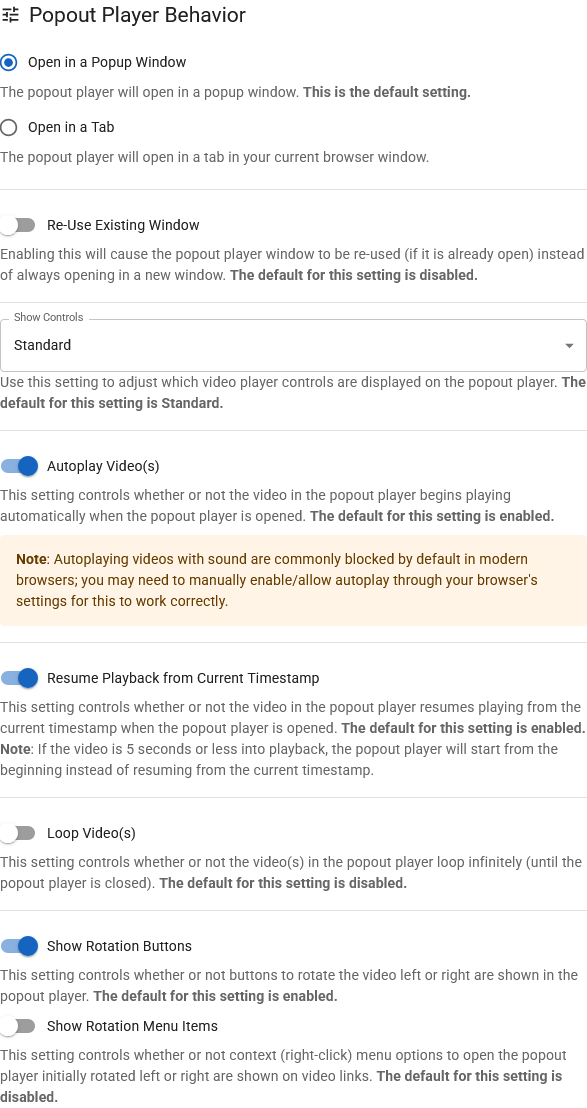 Popout Player Behavior
Open in a Popup Window
The popout player will open in a popup window. This is the default setting.
Open in a Tab
The popout player will open in a tab in your current browser window.
Re-Use Existing Window
Enabling this will cause the popout player window to be re-used (if it is already open) instead
of always opening in a new window. The default for this setting is disabled.
Show Controls
Standard
Use this setting to adjust which video player controls are displayed on the popout player. The
default for this setting is Standard.
Autoplay Video(s)
This setting controls whether or not the video in the popout player begins playing
automatically when the popout player is opened. The default for this setting is enabled.
Note: Autoplaying videos with sound are commonly blocked by default in modern
browsers; you may need to manually enable/allow autoplay through your browser's
settings for this to work correctly.
Resume Playback from Current Timestamp
This setting controls whether or not the video in the popout player resumes playing from the
current timestamp when the popout player is opened. The default for this setting is enabled.
Note: If the video is 5 seconds or less into playback, the popout player will start from the
beginning instead of resuming from the current timestamp.
Loop Video(s)
This setting controls whether or not the video(s) in the popout player loop infinitely (until the
popout player is closed). The default for this setting is disabled.
Show Rotation Buttons
This setting controls whether or not buttons to rotate the video left or right are shown in the
popout player. The default for this setting is enabled.
Show Rotation Menu Items
This setting controls whether or not context (right-click) menu options to open the popout
player initially rotated left or right are shown on video links. The default for this setting is
disabled.